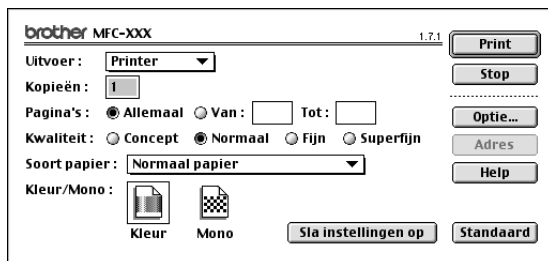 brother MFC-XXX 1.7.1
Print
Uitvoer : Printer
Stop
Kopieën : 1
Pagina's : Allemaal Van : Tot :
Optie...
Kwaliteit : Concept Normaal Fijn Superfijn
Adres
Soort papier : Normaal papier
Help
Kleur/Mono :
Kleur Mono
Sla instellingen op
Standaard